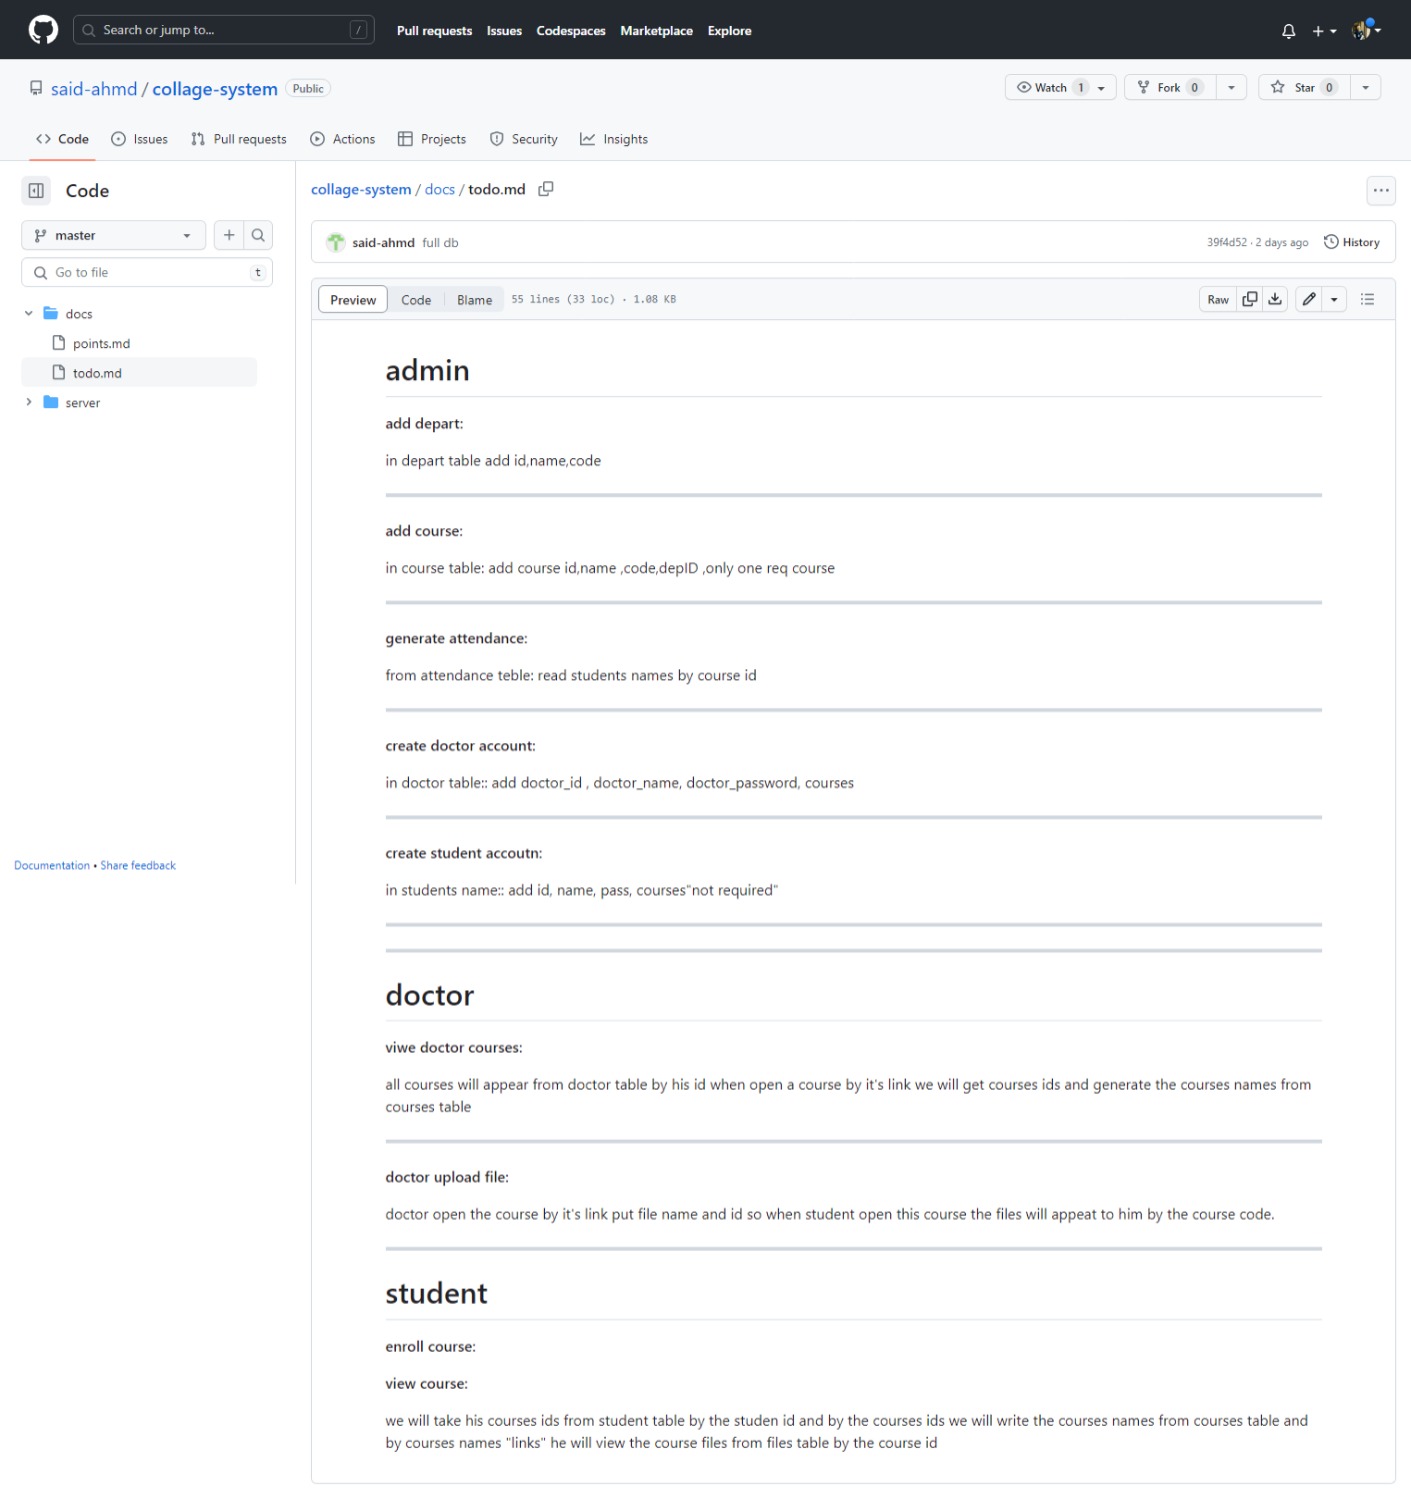 Search or jump to...
/
Pull requests Issues Codespaces Marketplace Explore
said-ahmd / collage-system Public
Watch 1 Fork 0 Star 0
Code Issues Pull requests Actions Projects Security Insights
Code
master
Go to file t
docs
points.md
todo.md
server
Documentation • Share feedback
collage-system / docs / todo.md
said-ahmd full db 39f4d52 · 2 days ago History
Preview Code Blame 55 lines (33 loc) · 1.08 KB Raw
admin
add depart:
in depart table add id,name,code
add course:
in course table: add course id,name ,code,depID ,only one req course
generate attendance:
from attendance teble: read students names by course id
create doctor account:
in doctor table:: add doctor_id , doctor_name, doctor_password, courses
create student accoutn:
in students name:: add id, name, pass, courses"not required"
doctor
viwe doctor courses:
all courses will appear from doctor table by his id when open a course by it's link we will get courses ids and generate the courses names from
courses table
doctor upload file:
doctor open the course by it's link put file name and id so when student open this course the files will appeat to him by the course code.
student
enroll course:
view course:
we will take his courses ids from student table by the studen id and by the courses ids we will write the courses names from courses table and
by courses names "links" he will view the course files from files table by the course id